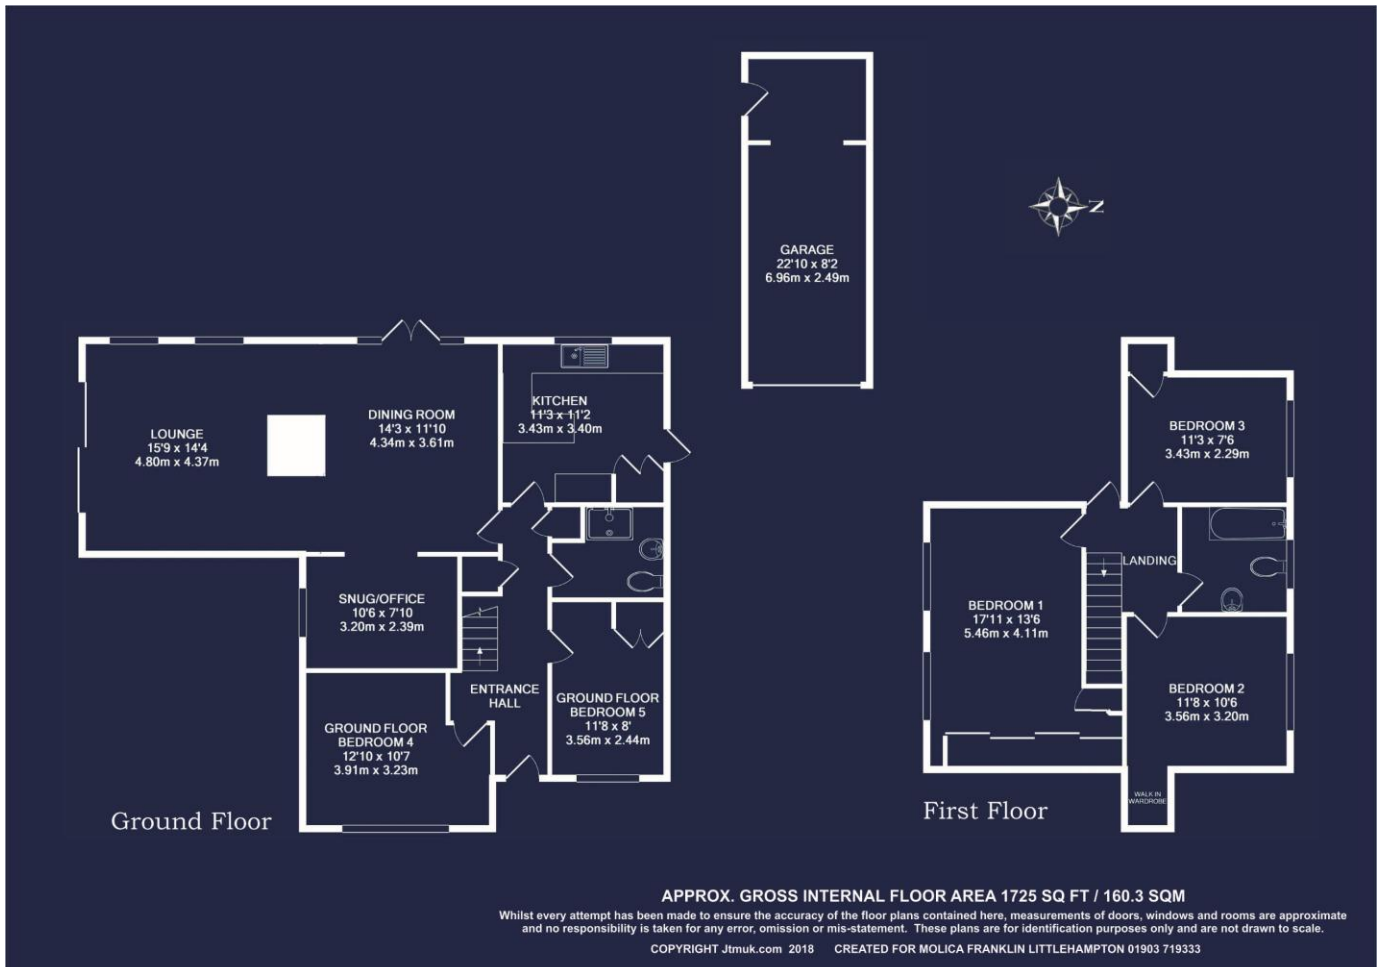 GARAGE
22'10 x 8'2
6.96m x 2.49m
N
LOUNGE
15'9 x 14'4
4.80m x 4.37m
DINING ROOM
14'3 x 11'10
4.34m x 3.61m
KITCHEN
11'3 x 11'2
3.43m x 3.40m
SNUG/OFFICE
10'6 x 7'10
3.20m x 2.39m
ENTRANCE
HALL
GROUND FLOOR
BEDROOM 4
12'10 x 10'7
3.91m x 3.23m
GROUND FLOOR
BEDROOM 5
11'8 x 8'
3.56m x 2.44m
Ground Floor
BEDROOM 3
11'3 x 7'6
3.43m x 2.29m
LANDING
BEDROOM 1
17'11 x 13'6
5.46m x 4.11m
BEDROOM 2
11'8 x 10'6
3.56m x 3.20m
WALK IN
WARDROBE
First Floor
APPROX. GROSS INTERNAL FLOOR AREA 1725 SQ FT / 160.3 SQM
Whilst every attempt has been made to ensure the accuracy of the floor plans contained here, measurements of doors, windows and rooms are approximate
and no responsibility is taken for any error, omission or mis-statement. These plans are for identification purposes only and are not drawn to scale.
COPYRIGHT Jtmuk.com 2018 CREATED FOR MOLICA FRANKLIN LITTLEHAMPTON 01903 719333